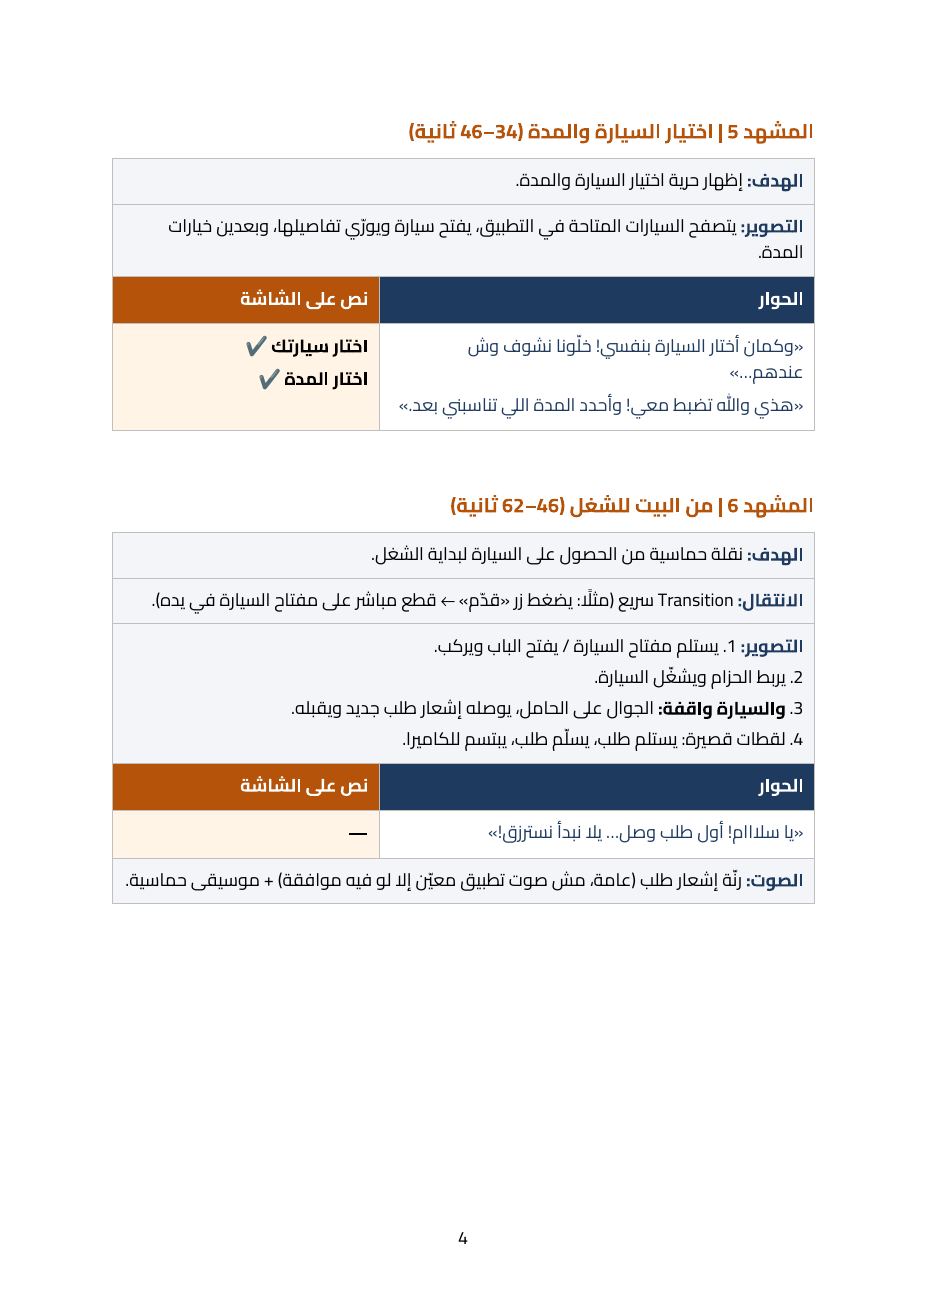 المشهد 5 | اختيار السيارة والمدة (34–46 ثانية)
الهدف: إظهار حرية اختيار السيارة والمدة.
التصوير: يتصفح السيارات المتاحة في التطبيق، يفتح سيارة ويورّي تفاصيلها، وبعدين خيارات
المدة.
الحوار
نص على الشاشة
«وكمان أختار السيارة بنفسي! خلّونا نشوف وش
عندهم...»
«هذي والله تضبط معي! وأحدد المدة اللي تناسبني بعد.»
اختار سيارتك ✔
اختار المدة ✔
المشهد 6 | من البيت للشغل (46–62 ثانية)
الهدف: نقلة حماسية من الحصول على السيارة لبداية الشغل.
الانتقال: Transition سريع (مثلًا: يضغط زر «قدّم» ← قطع مباشر على مفتاح السيارة في يده).
التصوير: 1. يستلم مفتاح السيارة / يفتح الباب ويركب.
2. يربط الحزام ويشغّل السيارة.
3. والسيارة واقفة: الجوال على الحامل، يوصله إشعار طلب جديد ويقبله.
4. لقطات قصيرة: يستلم طلب، يسلّم طلب، يبتسم للكاميرا.
الحوار
نص على الشاشة
«يا سلااام! أول طلب وصل... يلا نبدأ نسترزق!»
—
الصوت: رنّة إشعار طلب (عامة، مش صوت تطبيق معيّن إلا لو فيه موافقة) + موسيقى حماسية.
4